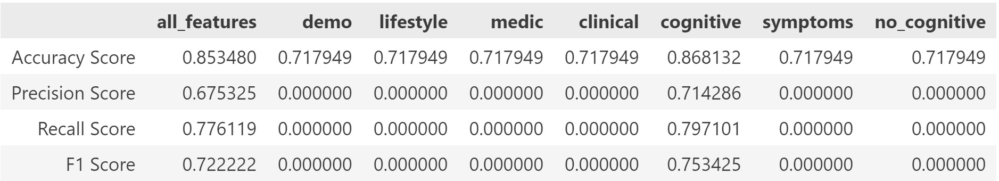 all_features demo lifestyle medic clinical cognitive symptoms no_cognitive
Accuracy Score 0.853480 0.717949 0.717949 0.717949 0.717949 0.868132 0.717949 0.717949
Precision Score 0.675325 0.000000 0.000000 0.000000 0.000000 0.714286 0.000000 0.000000
Recall Score 0.776119 0.000000 0.000000 0.000000 0.000000 0.797101 0.000000 0.000000
F1 Score 0.722222 0.000000 0.000000 0.000000 0.000000 0.753425 0.000000 0.000000